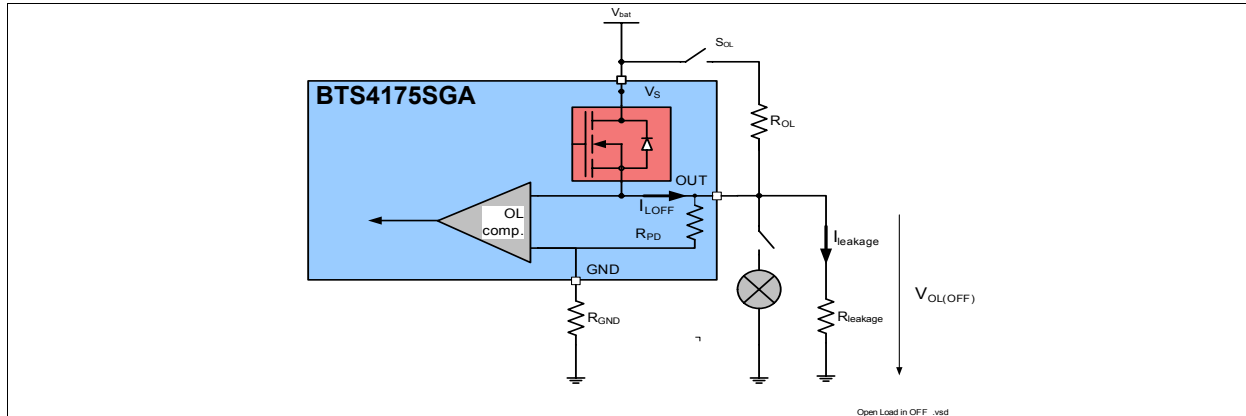 Vbat
SOL
BTS4175SGA
VS
ROL
OUT
ILOFF
OL
comp.
RPD
Ileakage
GND
VOL(OFF)
RGND
Rleakage
Open Load in OFF .vsd